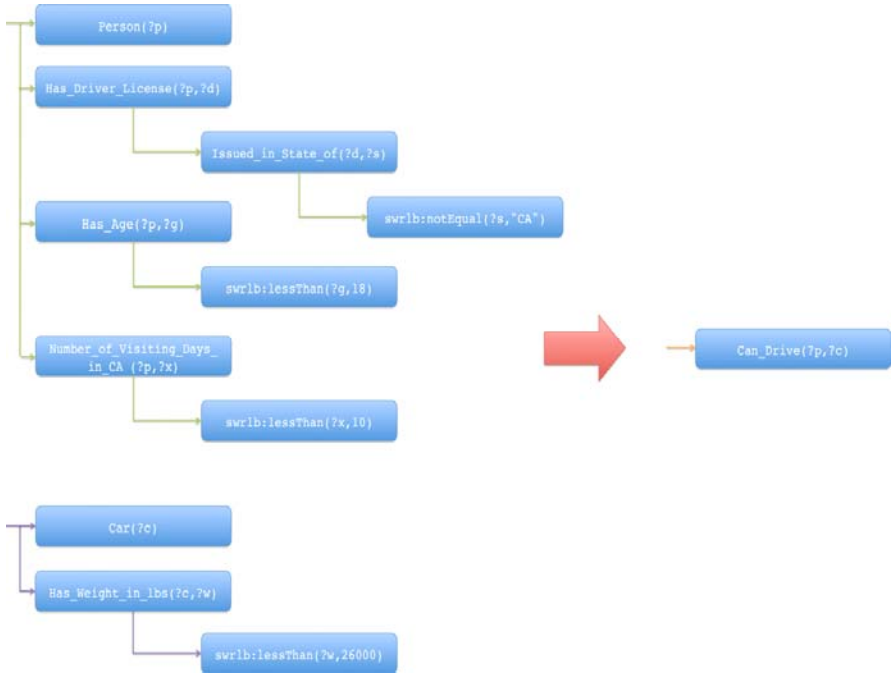 Person(?p)
Has_Driver_License(?p,?d)
Issued_in_State_of(?d,?s)
swrlb:notEqual(?s,"CA")
Has_Age(?p,?g)
swrlb:lessThan(?g,18)
Number_of_Visiting_Days_
in_CA (?p,?x)
swrlb:lessThan(?x,10)
Can_Drive(?p,?c)
Car(?c)
Has_Weight_in_lbs(?c,?w)
swrlb:lessThan(?w,26000)